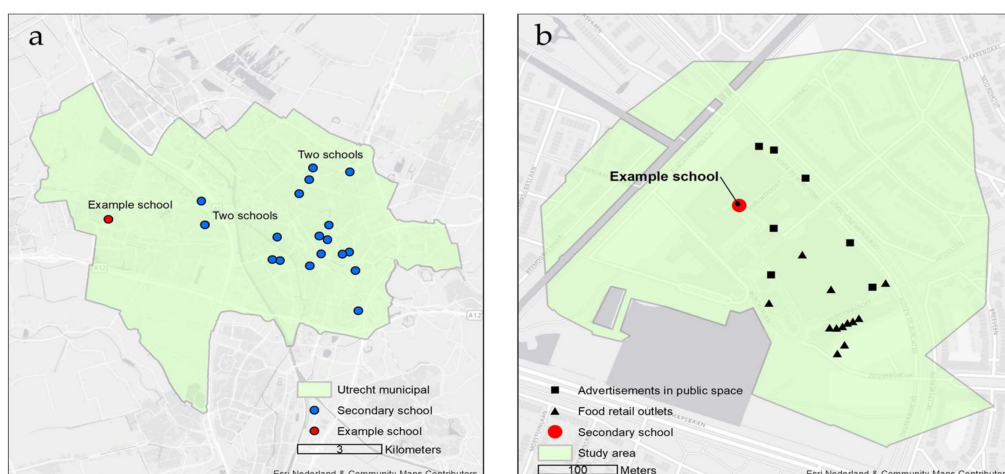 a
Two schools
Example school
Two schools
A12
A12
Utrecht municipal
Secondary school
Example school
3 Kilometers
Esri Nederland & Community Maps Contributors
b
Example school
Advertisements in public space
Food retail outlets
Secondary school
Study area
100 Meters
Esri Nederland & Community Maps Contributors